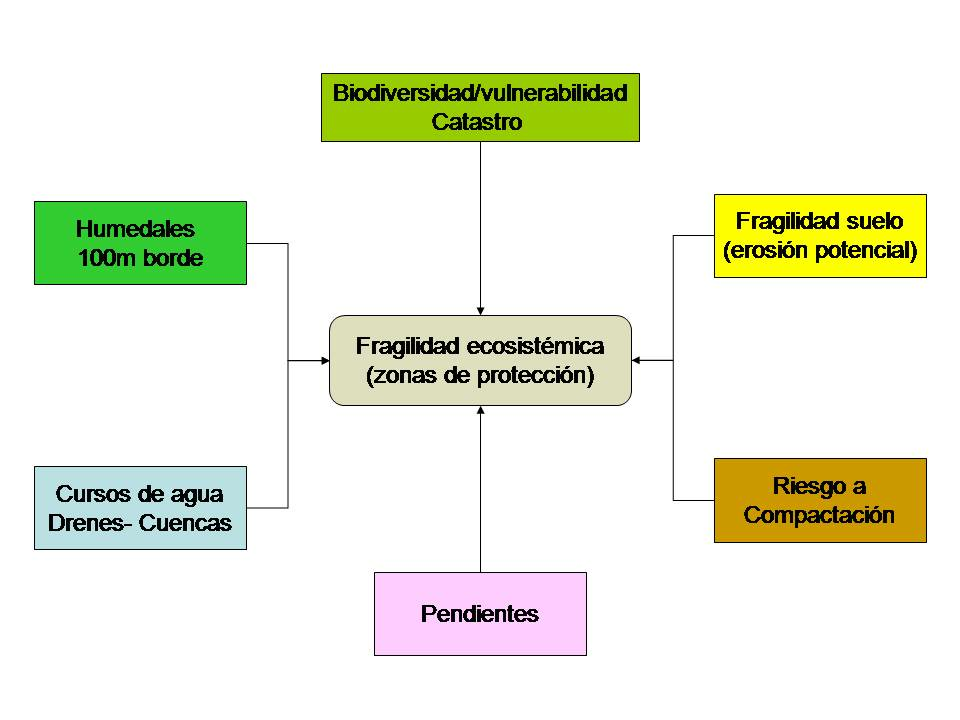 Biodiversidad/vulnerabilidad
Catastro
Humedales
100m borde
Fragilidad suelo
(erosión potencial)
Fragilidad ecosistémica
(zonas de protección)
Cursos de agua
Drenes- Cuencas
Riesgo a
Compactación
Pendientes